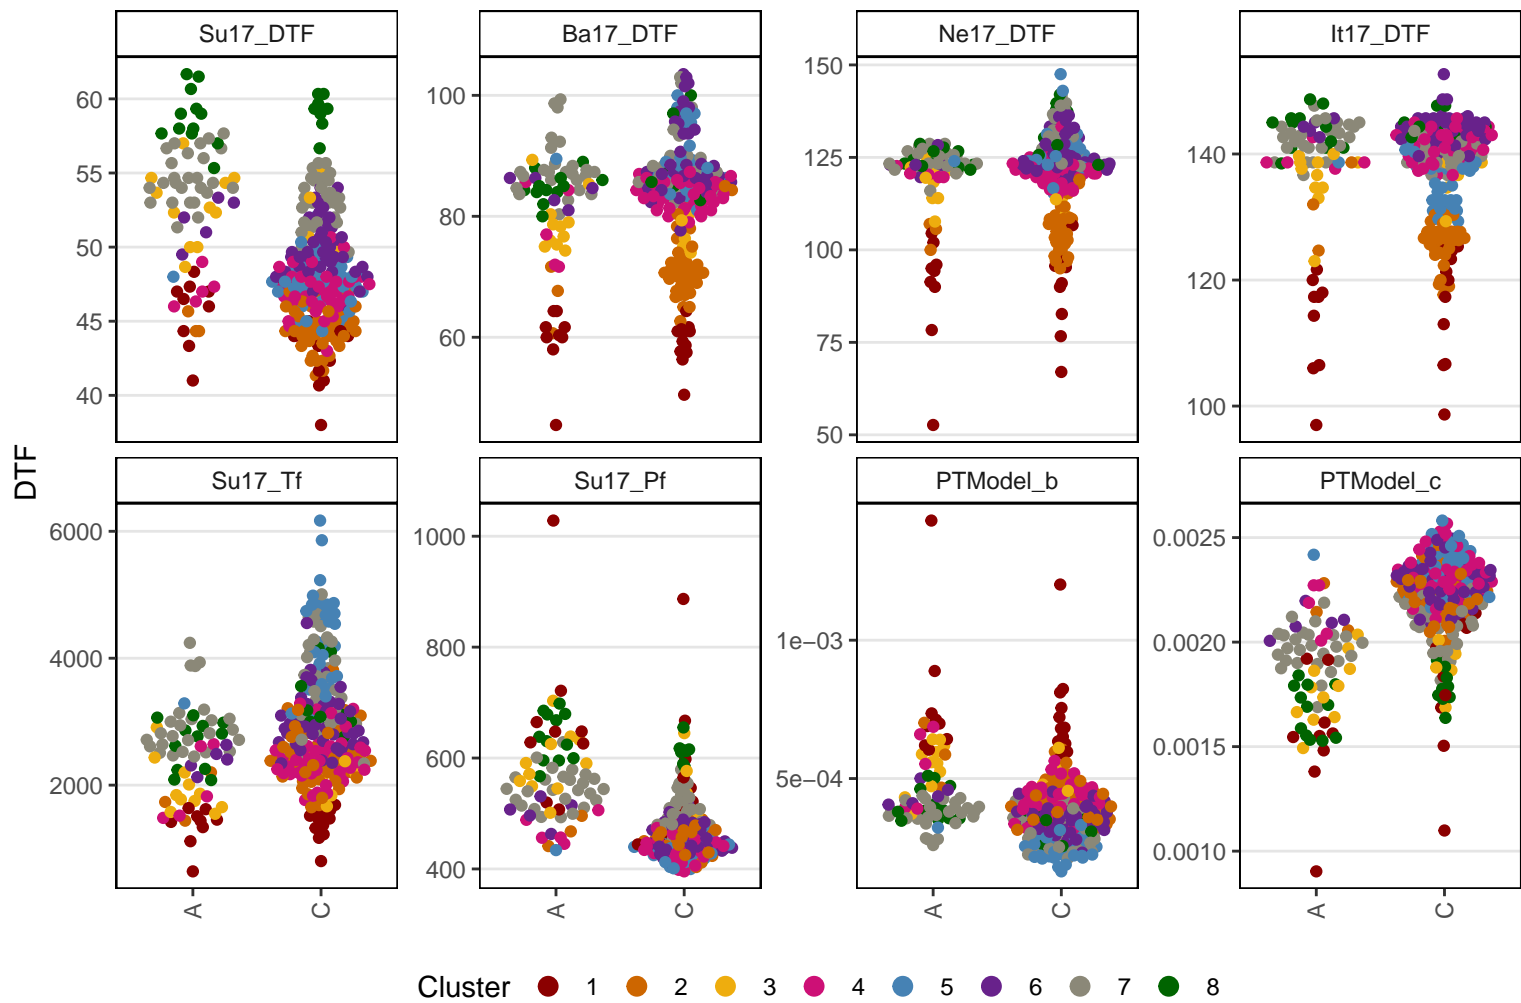 Su17_DTF
Ba17_DTF
Ne17_DTF
It17_DTF
60
55
50
45
40
100
80
60
150
125
100
75
50
140
120
100
DTF
Su17_Tf
Su17_Pf
PTModel_b
PTModel_c
6000
4000
2000
1000
800
600
400
1e−03
5e−04
0.0025
0.0020
0.0015
0.0010
A
C
A
C
A
C
A
C
Cluster 1 2 3 4 5 6 7 8